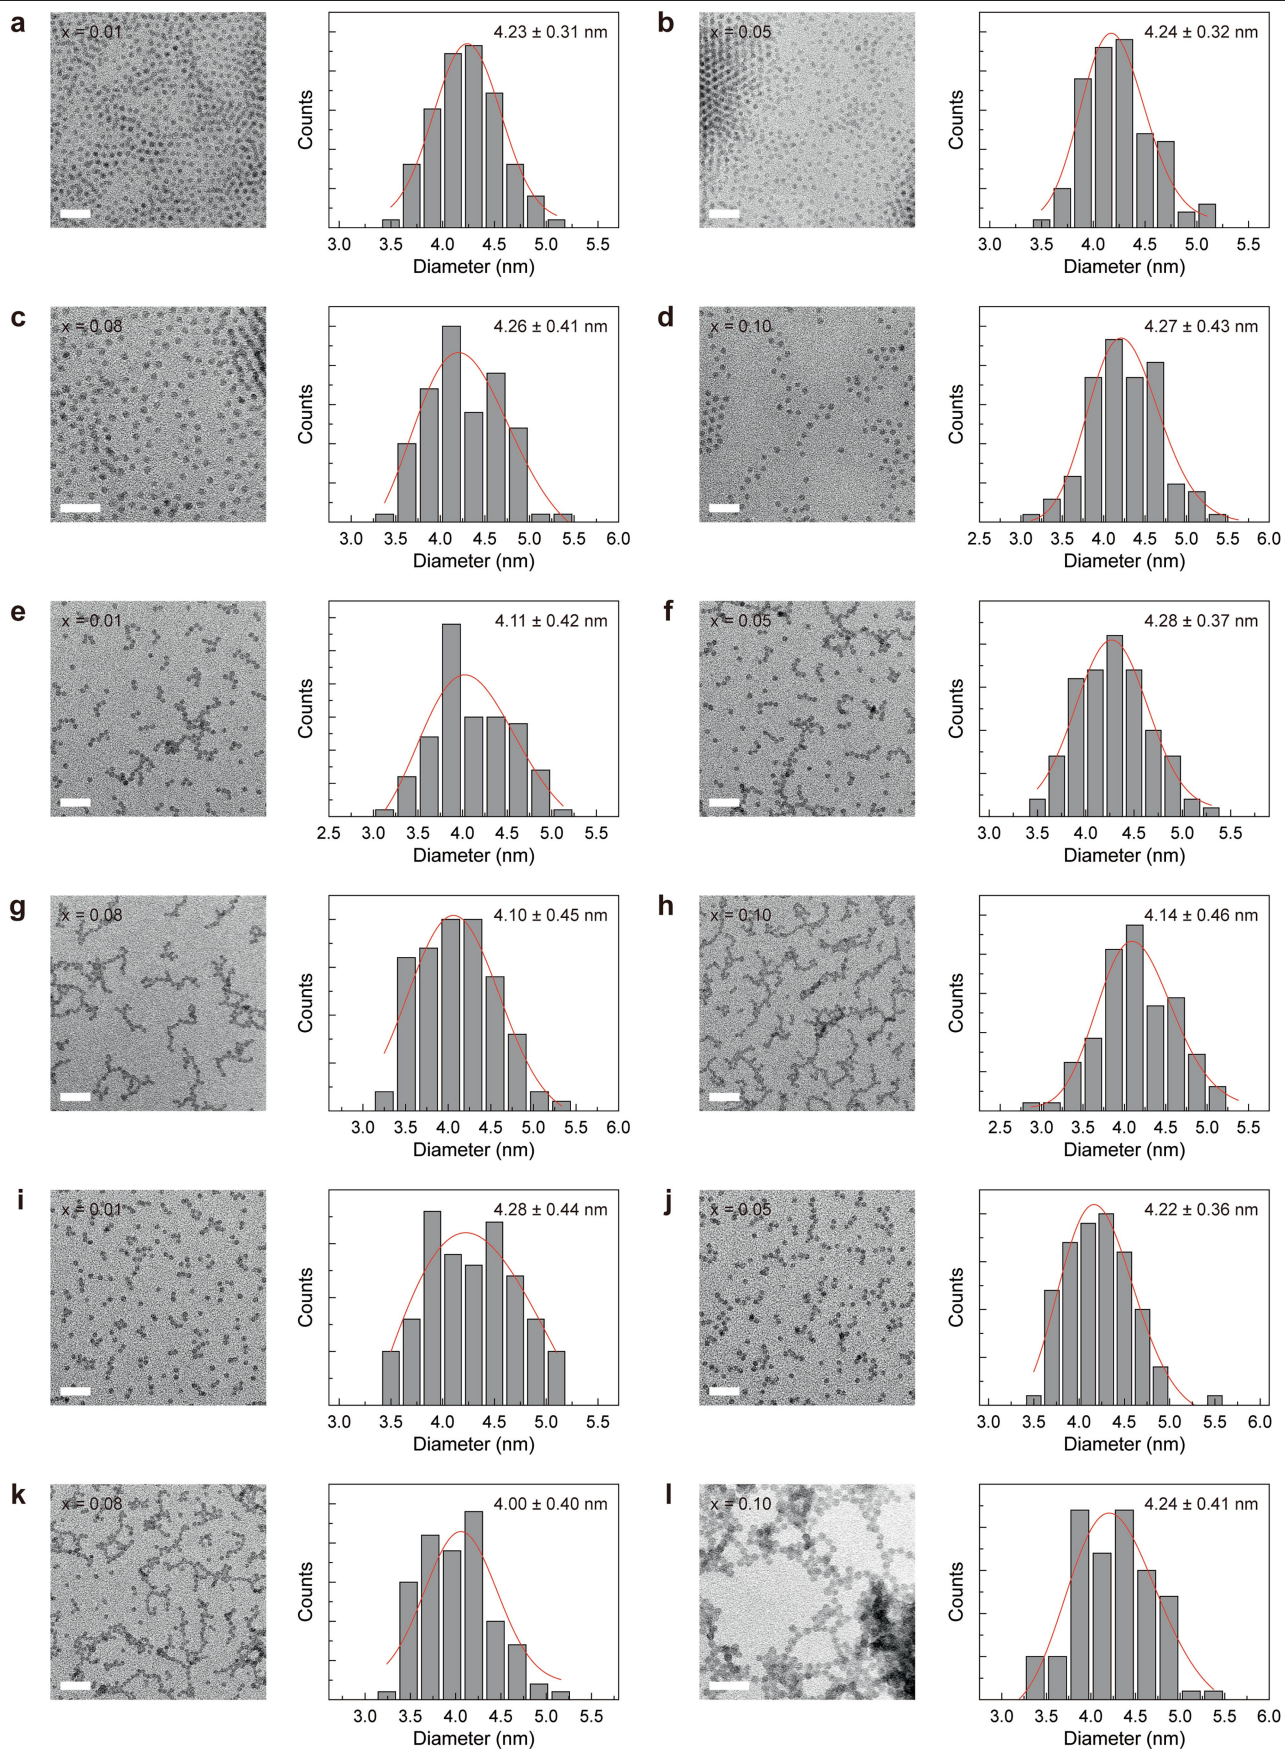 a
x = 0.01
4.23 ± 0.31 nm
Counts
3.0 3.5 4.0 4.5 5.0 5.5
Diameter (nm)
b
x = 0.05
4.24 ± 0.32 nm
Counts
3.0 3.5 4.0 4.5 5.0 5.5
Diameter (nm)
c
x = 0.08
4.26 ± 0.41 nm
Counts
3.0 3.5 4.0 4.5 5.0 5.5 6.0
Diameter (nm)
d
x = 0.10
4.27 ± 0.43 nm
Counts
2.5 3.0 3.5 4.0 4.5 5.0 5.5 6.0
Diameter (nm)
e
x = 0.01
4.11 ± 0.42 nm
Counts
2.5 3.0 3.5 4.0 4.5 5.0 5.5
Diameter (nm)
f
x = 0.05
4.28 ± 0.37 nm
Counts
3.0 3.5 4.0 4.5 5.0 5.5
Diameter (nm)
g
x = 0.08
4.10 ± 0.45 nm
Counts
3.0 3.5 4.0 4.5 5.0 5.5 6.0
Diameter (nm)
h
x = 0.10
4.14 ± 0.46 nm
Counts
2.5 3.0 3.5 4.0 4.5 5.0 5.5
Diameter (nm)
i
x = 0.01
4.28 ± 0.44 nm
Counts
3.0 3.5 4.0 4.5 5.0 5.5
Diameter (nm)
j
x = 0.05
4.22 ± 0.36 nm
Counts
3.0 3.5 4.0 4.5 5.0 5.5 6.0
Diameter (nm)
k
x = 0.08
4.00 ± 0.40 nm
Counts
3.0 3.5 4.0 4.5 5.0 5.5
Diameter (nm)
l
x = 0.10
4.24 ± 0.41 nm
Counts
3.0 3.5 4.0 4.5 5.0 5.5 6.0
Diameter (nm)